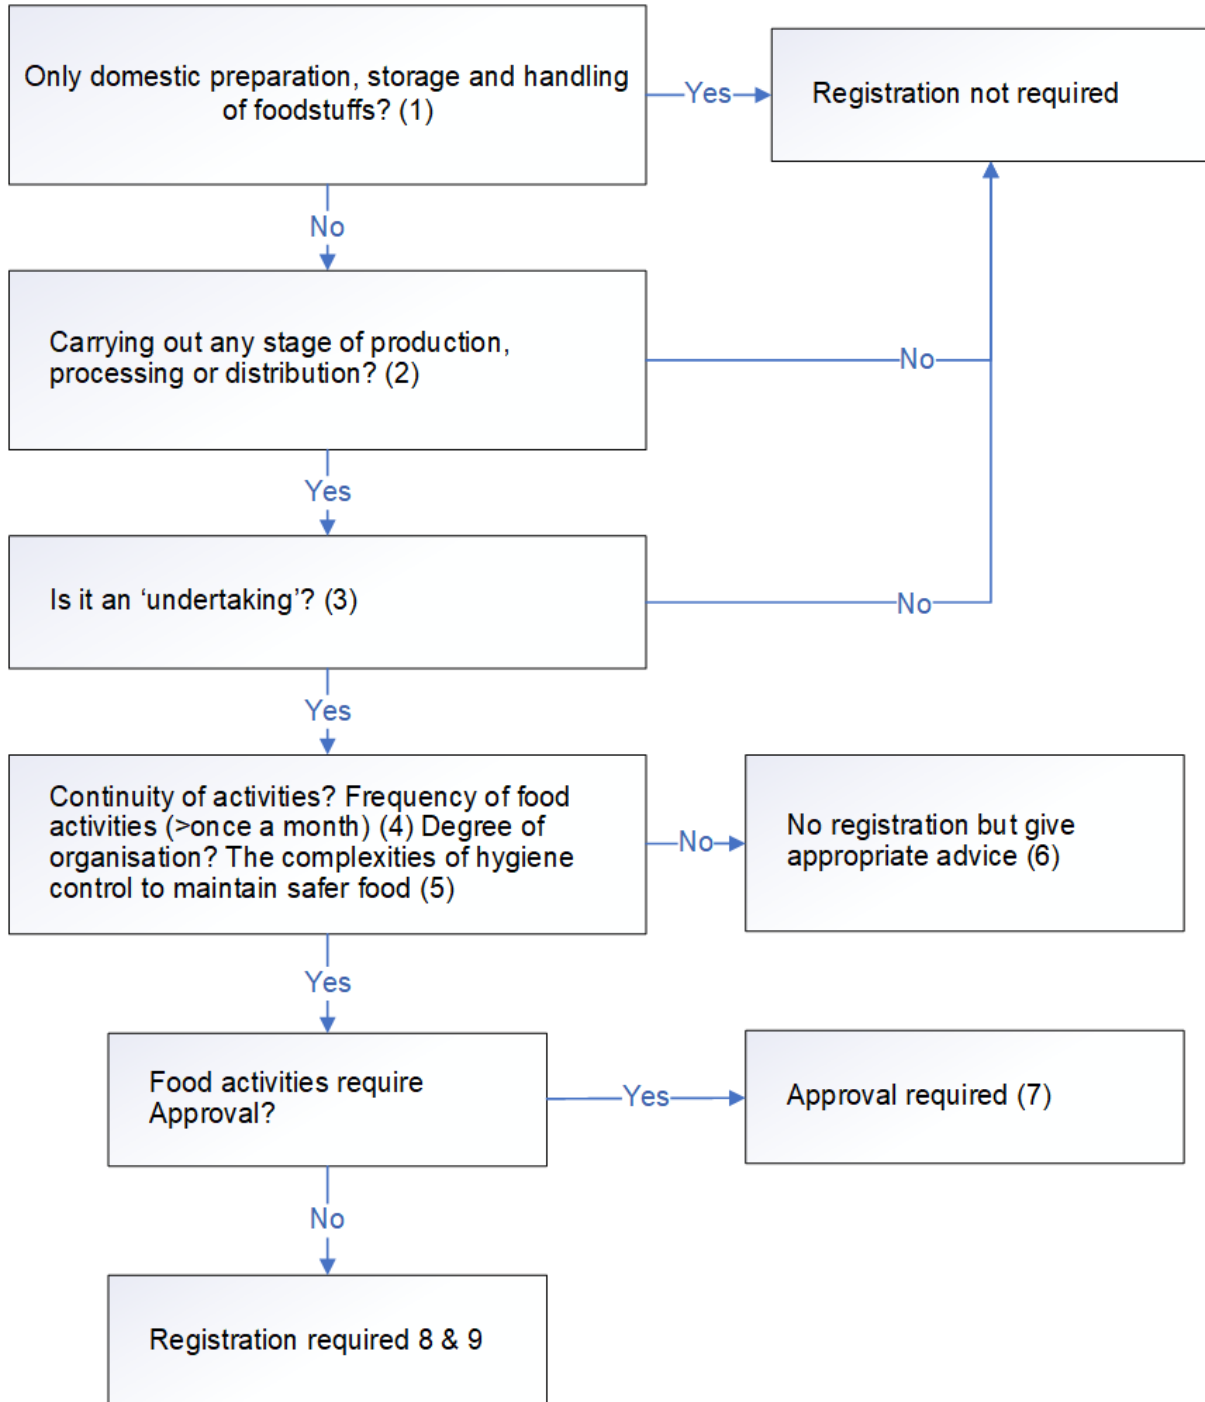 Only domestic preparation, storage and handling
of foodstuffs? (1)
Yes
Registration not required
No
Carrying out any stage of production,
processing or distribution? (2)
No
Yes
Is it an ‘undertaking’? (3)
No
Yes
Continuity of activities? Frequency of food
activities (>once a month) (4) Degree of
organisation? The complexities of hygiene
control to maintain safer food (5)
No
No registration but give
appropriate advice (6)
Yes
Food activities require
Approval?
Yes
Approval required (7)
No
Registration required 8 & 9